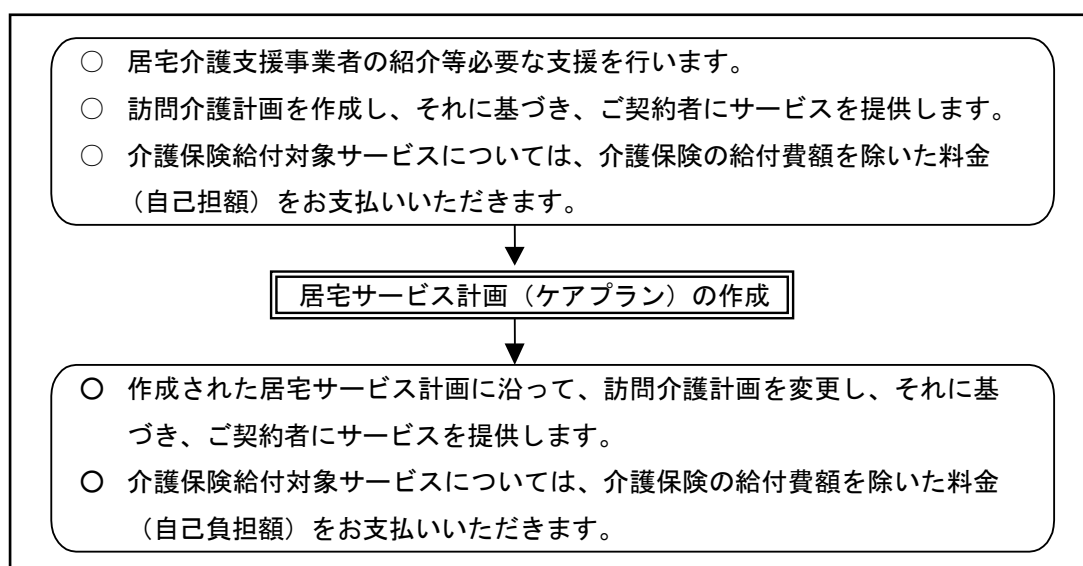 ○ 居宅介護支援事業者の紹介等必要な支援を行います。
○ 訪問介護計画を作成し、それに基づき、ご契約者にサービスを提供します。
○ 介護保険給付対象サービスについては、介護保険の給付費額を除いた料金
（自己担額）をお支払いいただきます。
居宅サービス計画（ケアプラン）の作成
○ 作成された居宅サービス計画に沿って、訪問介護計画を変更し、それに基
づき、ご契約者にサービスを提供します。
○ 介護保険給付対象サービスについては、介護保険の給付費額を除いた料金
（自己負担額）をお支払いいただきます。